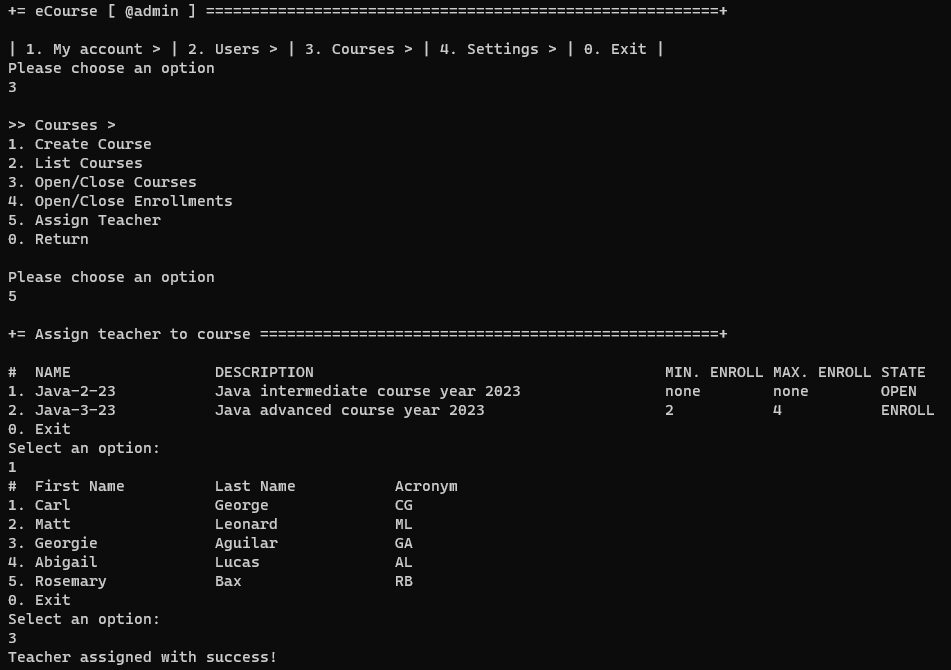 += eCourse [ @admin ] =========================================================+
| 1. My account > | 2. Users > | 3. Courses > | 4. Settings > | 0. Exit |
Please choose an option
3
>> Courses >
1. Create Course
2. List Courses
3. Open/Close Courses
4. Open/Close Enrollments
5. Assign Teacher
0. Return
Please choose an option
5
+= Assign teacher to course ===================================================+
#  NAME                DESCRIPTION                                       MIN. ENROLL MAX. ENROLL STATE
1. Java-2-23           Java intermediate course year 2023                none        none        OPEN
2. Java-3-23           Java advanced course year 2023                    2           4           ENROLL
0. Exit
Select an option:
1
#  First Name          Last Name           Acronym
1. Carl                George              CG
2. Matt                Leonard             ML
3. Georgie             Aguilar             GA
4. Abigail             Lucas               AL
5. Rosemary            Bax                 RB
0. Exit
Select an option:
3
Teacher assigned with success!